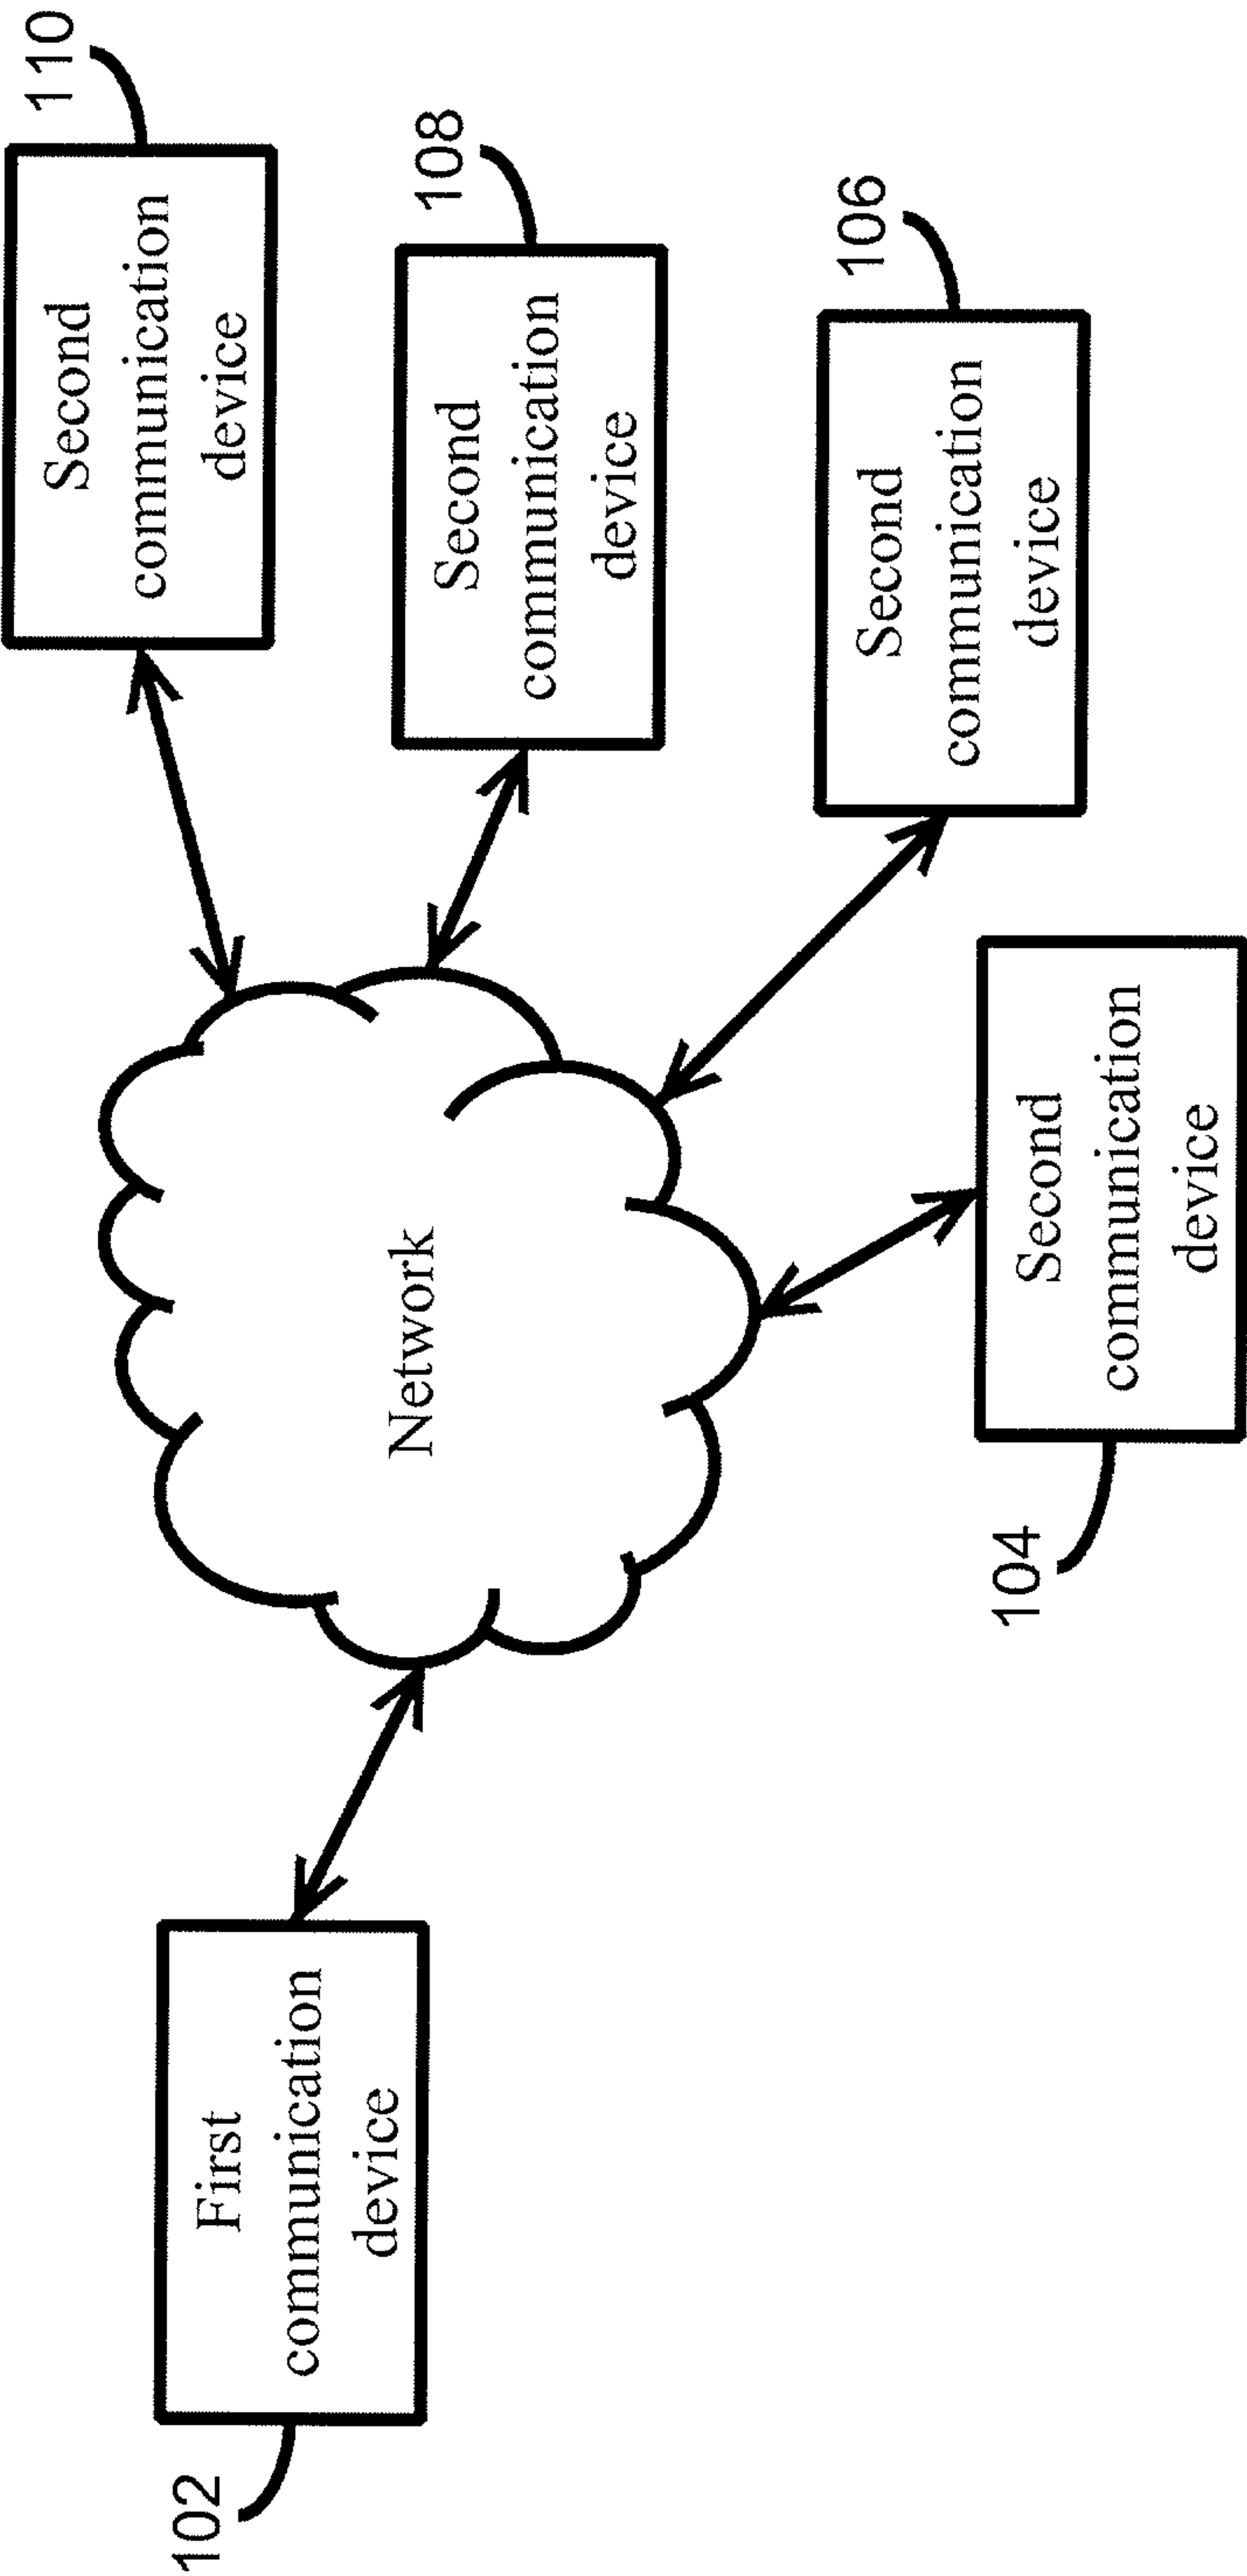 110
Second
communication
device
108
Second
communication
device
106
Second
communication
device
Network
104
Second
communication
device
102
First
communication
device